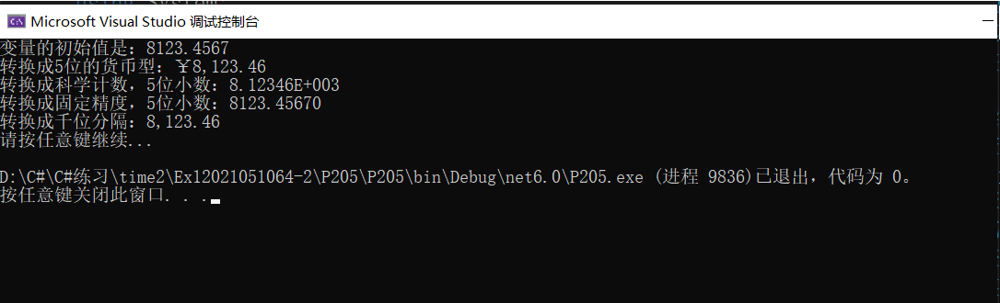 using System
Microsoft Visual Studio 调试控制台
变量的初始值是：8123.4567
转换成5位的货币型：￥8,123.46
转换成科学计数，5位小数：8.12346E+003
转换成固定精度，5位小数：8123.45670
转换成千位分隔：8,123.46
请按任意键继续...
D:\C#\C#练习\time2\Ex12021051064-2\P205\P205\bin\Debug\net6.0\P205.exe (进程 9836)已退出，代码为 0。
按任意键关闭此窗口. . .